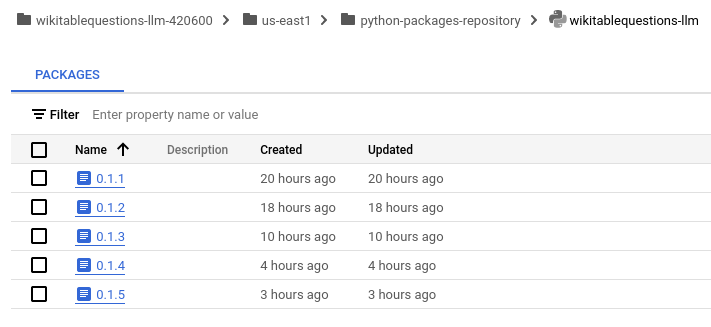 wikitablequestions-llm-420600 > us-east1 > python-packages-repository > wikitablequestions-llm
PACKAGES
Filter Enter property name or value
Name Description Created Updated
0.1.1 20 hours ago 20 hours ago
0.1.2 18 hours ago 18 hours ago
0.1.3 10 hours ago 10 hours ago
0.1.4 4 hours ago 4 hours ago
0.1.5 3 hours ago 3 hours ago